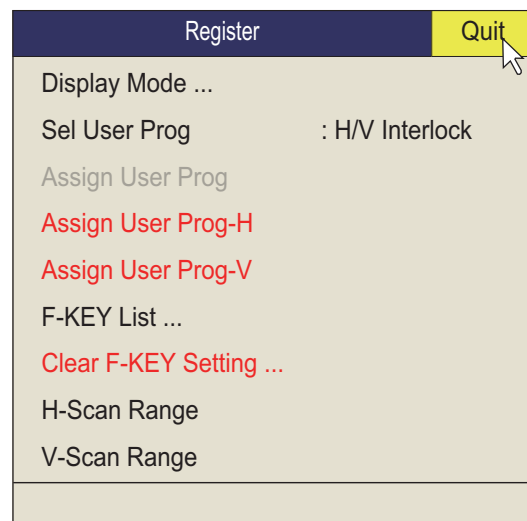 Register Quit
Display Mode ...
Sel User Prog : H/V Interlock
Assign User Prog
Assign User Prog-H
Assign User Prog-V
F-KEY List ...
Clear F-KEY Setting ...
H-Scan Range
V-Scan Range